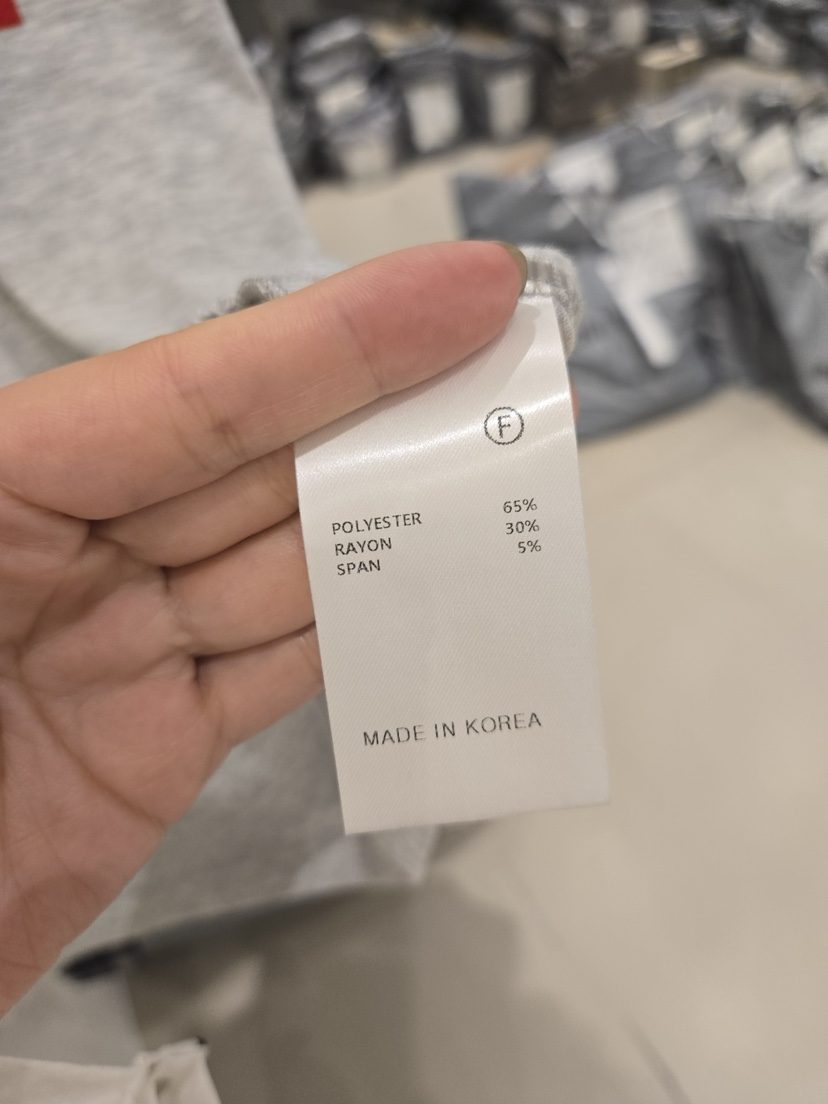 F
POLYESTER 65%
RAYON 30%
SPAN 5%
MADE IN KOREA